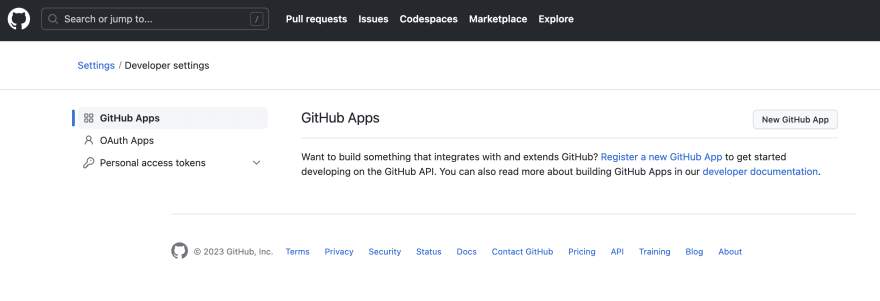 Search or jump to... /
Pull requests Issues Codespaces Marketplace Explore
Settings / Developer settings
GitHub Apps
OAuth Apps
Personal access tokens
GitHub Apps
New GitHub App
Want to build something that integrates with and extends GitHub? Register a new GitHub App to get started
developing on the GitHub API. You can also read more about building GitHub Apps in our developer documentation.
© 2023 GitHub, Inc. Terms Privacy Security Status Docs Contact GitHub Pricing API Training Blog About